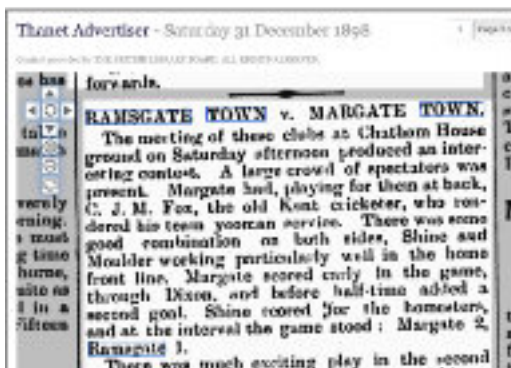 Thanet Advertiser - Saturday 31 December 1898
forwards.
RAMSGATE TOWN v. MARGATE TOWN.
The meeting of these clubs at Chatham House
ground on Saturday afternoon produced an inter-
esting contest. A large crowd of spectators was
present. Margate had, playing for them at back,
C. J. M. Fox, the old Kent cricketer, who ren-
dered his team yeoman service. There was some
good combination on both sides, Shine and
Moulder working particularly well in the home
front line. Margate scored early in the game,
through Dixon, and before half-time added a
second goal. Shine scored for the homesters,
and at the interval the game stood : Margate 2,
Ramsgate 1.
There was much exciting play in the second